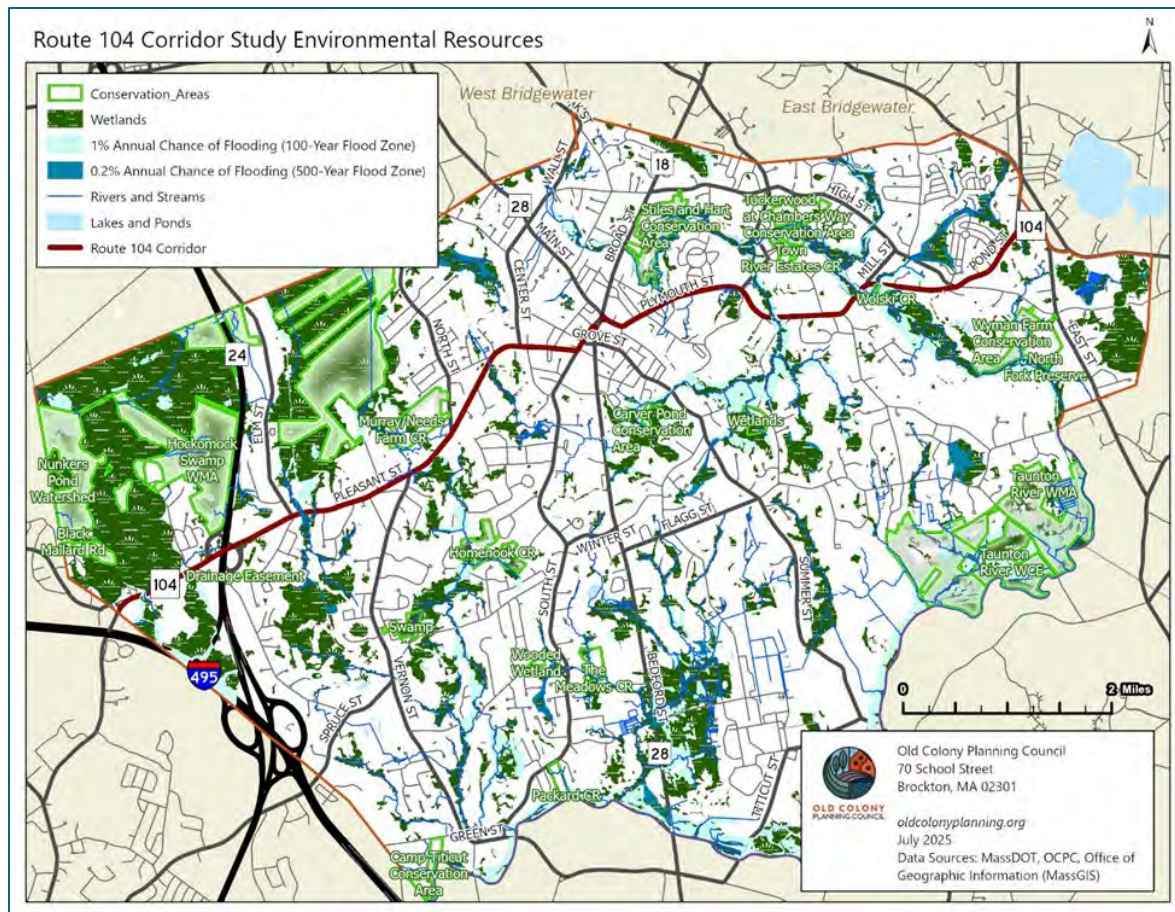 Route 104 Corridor Study Environmental Resources
N
Conservation_Areas
Wetlands
1% Annual Chance of Flooding (100-Year Flood Zone)
0.2% Annual Chance of Flooding (500-Year Flood Zone)
Rivers and Streams
Lakes and Ponds
Route 104 Corridor
West Bridgewater
East Bridgewater
WALL ST
18
28
HIGH ST
Stiles and Hart
Conservation
Area
Tuckerwood
at Chambers Way
Conservation Area
Town
River Estates CR
MAIN ST
BROAD ST
CENTER ST
MILL ST
POND ST
104
PLYMOUTH ST
Wolski CR
GROVE ST
NORTH ST
Wyman Farm
Conservation
Area
North
Fork Preserve
EAST ST
24
ELM ST
Murray/Needs
Farm CR
Carver Pond
Conservation
Area
Wetlands
Hockomock
Swamp
WMA
Nunkers
Pond
Watershed
PLEASANT ST
Taunton
River WMA
Black
Mallard Rd
FLAGG ST
WINTER ST
Homenook CR
Taunton
River WCE
Drainage Easement
104
SOUTH ST
SUMMER ST
Swamp
Wooded
Wetland
The
Meadows CR
BEDFORD ST
495
VERNON ST
SPRUCE ST
0
2 Miles
28
TITICUT ST
Packard CR
GREEN ST
Camp Titicut
Conservation
Area
OLD COLONY
PLANNING COUNCIL
Old Colony Planning Council
70 School Street
Brockton, MA 02301
oldcolonyplanning.org
July 2025
Data Sources: MassDOT, OCPC, Office of
Geographic Information (MassGIS)